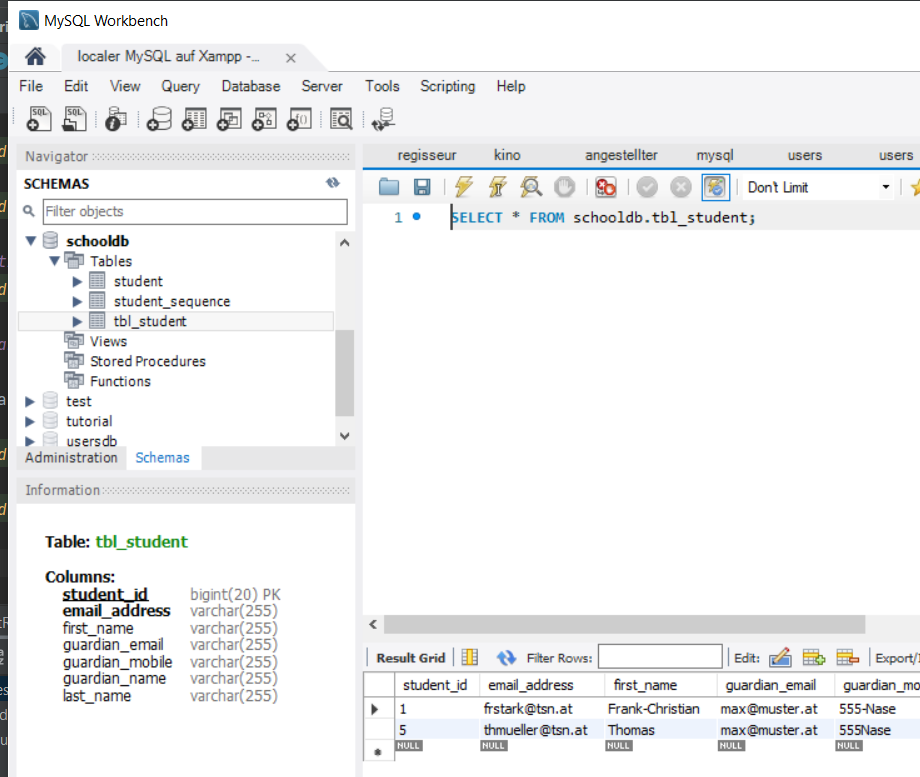 MySQL Workbench
localer MySQL auf Xampp -...
File Edit View Query Database Server Tools Scripting Help
Navigator
SCHEMAS
Filter objects
schooldb
Tables
student
student_sequence
tbl_student
Views
Stored Procedures
Functions
test
tutorial
usersdb
Administration Schemas
Information
Table: tbl_student
Columns:
student_id bigint(20) PK
email_address varchar(255)
first_name varchar(255)
guardian_email varchar(255)
guardian_mobile varchar(255)
guardian_name varchar(255)
last_name varchar(255)
regisseur kino angestellter mysql users users
Don't Limit
1 SELECT * FROM schooldb.tbl_student;
Result Grid Filter Rows: Edit: Export/
student_id email_address first_name guardian_email guardian_mo
1 frstark@tsn.at Frank-Christian max@muster.at 555-Nase
5 thmueller@tsn.at Thomas max@muster.at 555Nase
NULL NULL NULL NULL NULL